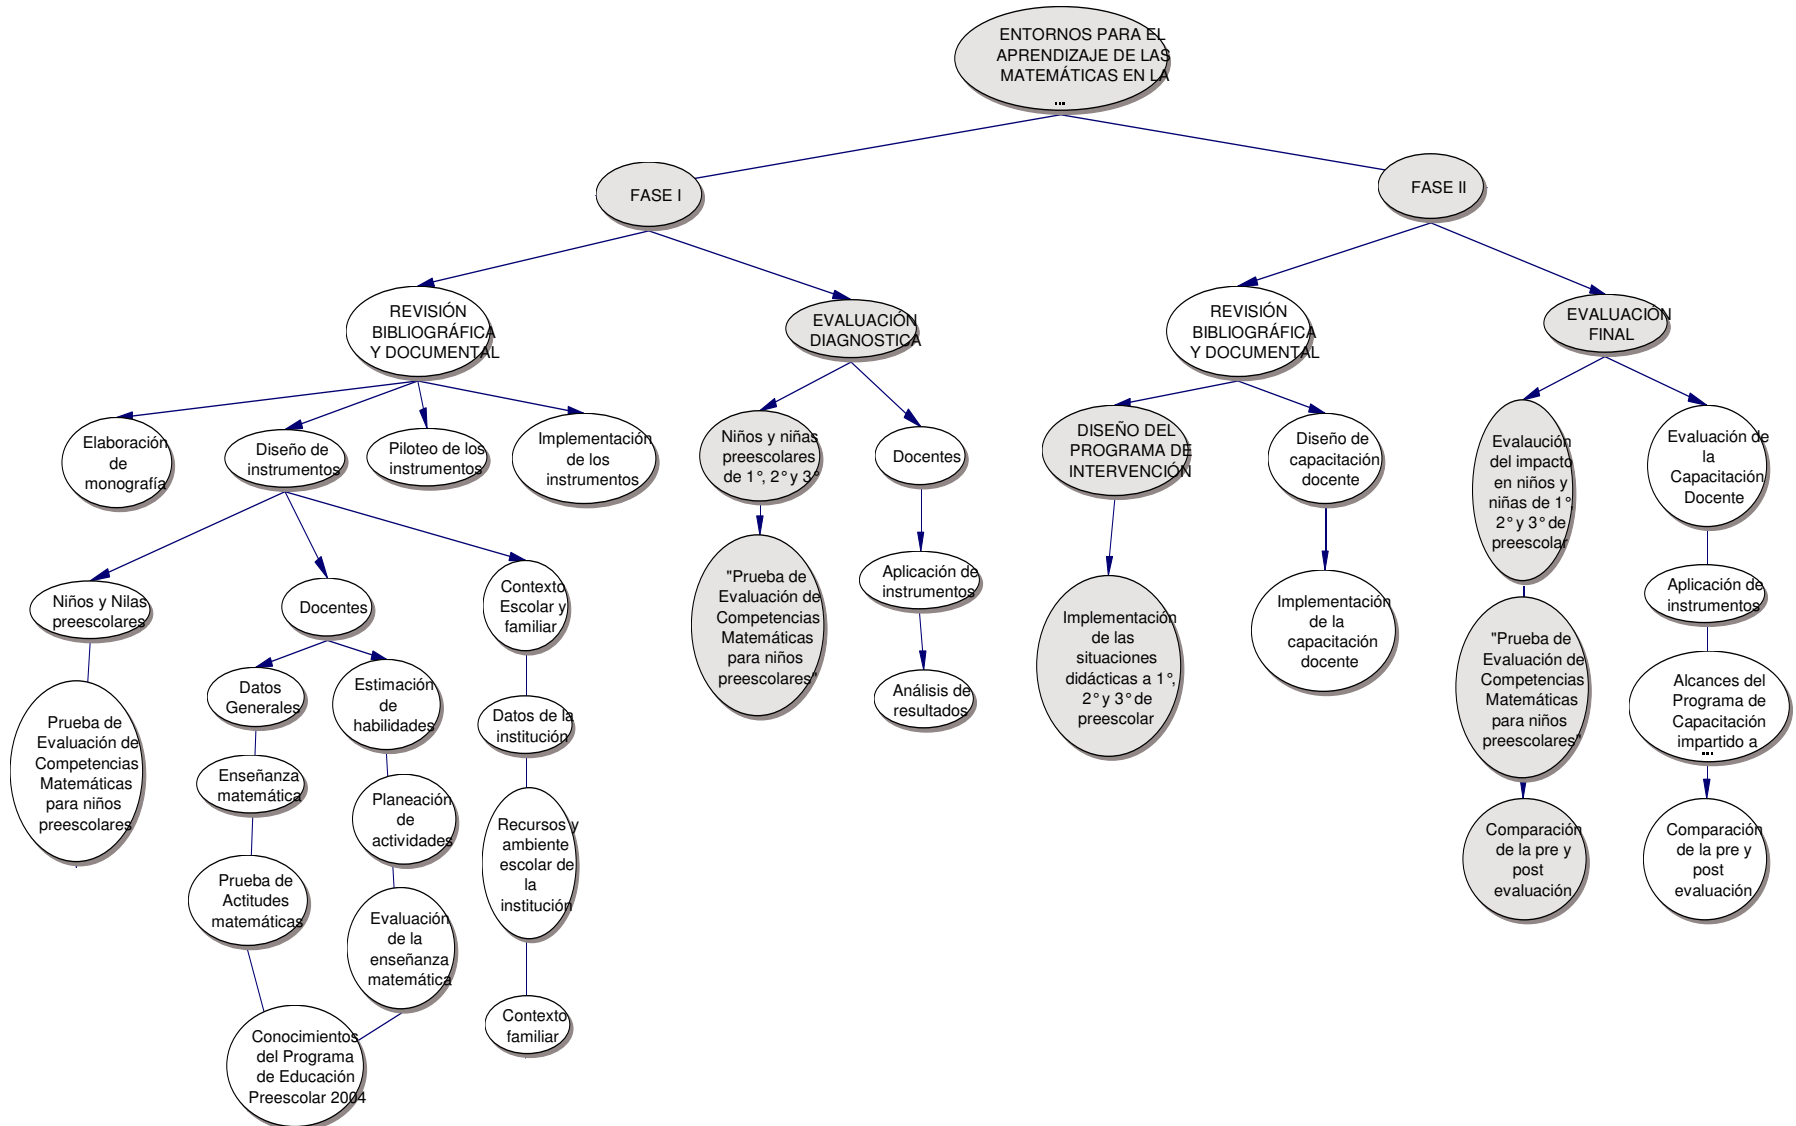 ENTORNOS PARA EL
APRENDIZAJE DE LAS
MATEMÁTICAS EN LA
...
FASE I
FASE II
REVISIÓN
BIBLIOGRÁFICA
Y DOCUMENTAL
EVALUACIÓN
DIAGNOSTICA
REVISIÓN
BIBLIOGRÁFICA
Y DOCUMENTAL
EVALUACIÓN
FINAL
Elaboración
de
monografía
Diseño de
instrumentos
Piloteo de los
instrumentos
Implementación
de los
instrumentos
Niños y niñas
preescolares
de 1°, 2° y 3°
Docentes
DISEÑO DEL
PROGRAMA DE
INTERVENCIÓN
Diseño de
capacitación
docente
Evalaución
del impacto
en niños y
niñas de 1°,
2° y 3° de
preescolar
Evaluación de
la
Capacitación
Docente
Niños y Nilas
preescolares
Docentes
Contexto
Escolar y
familiar
"Prueba de
Evaluación de
Competencias
Matemáticas
para niños
preescolares"
Aplicación de
instrumentos
Implementación
de las
situaciones
didácticas a 1°,
2° y 3° de
preescolar
Implementación
de la
capacitación
docente
"Prueba de
Evaluación de
Competencias
Matemáticas
para niños
preescolares"
Aplicación de
instrumentos
Prueba de
Evaluación de
Competencias
Matemáticas
para niños
preescolares
Datos
Generales
Estimación
de
habilidades
Datos de la
institución
Análisis de
resultados
Alcances del
Programa de
Capacitación
impartido a
...
Enseñanza
matemática
Planeación
de
actividades
Recursos y
ambiente
escolar de
la
institución
Comparación
de la pre y
post
evaluación
Comparación
de la pre y
post
evaluación
Prueba de
Actitudes
matemáticas
Evaluación
de la
enseñanza
matemática
Contexto
familiar
Conocimientos
del Programa
de Educación
Preescolar 2004